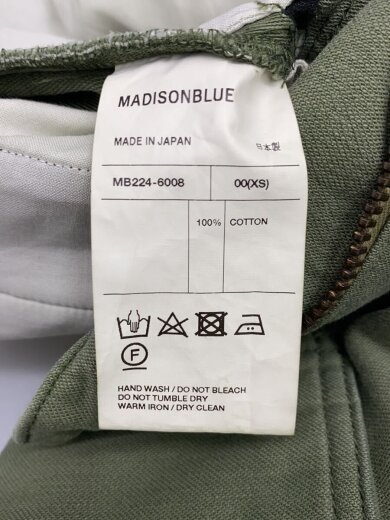 MADISONBLUE
MADE IN JAPAN 日本製
MB224-6008 00(XS)
100% COTTON
F
HAND WASH / DO NOT BLEACH
DO NOT TUMBLE DRY
WARM IRON / DRY CLEAN